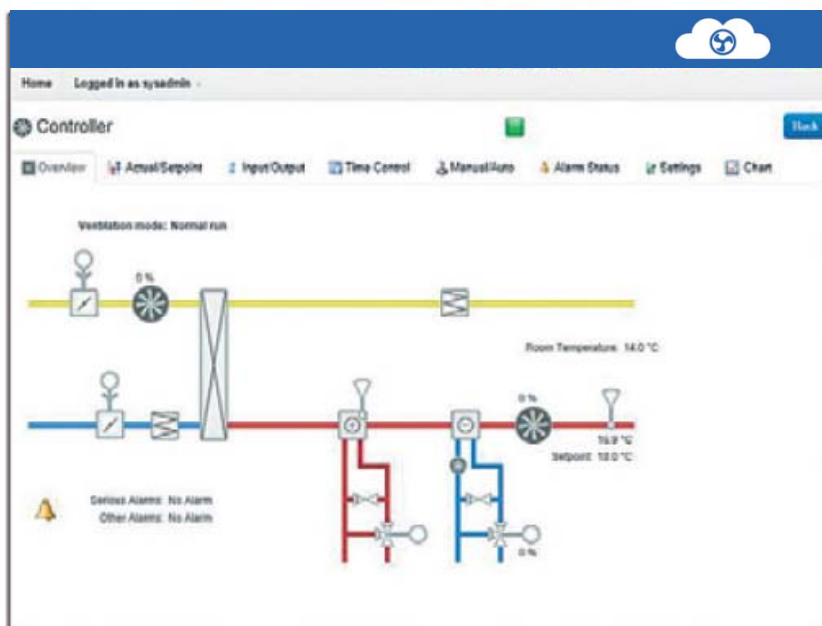 Home Logged in as sysadmin
Controller
Back
Overview Actual/Setpoint Input/Output Time Control Manual/Auto Alarm Status Settings Chart
Ventilation mode: Normal run
0 %
Room Temperature: 14.0 °C
0 %
16.9 °C
Setpoint: 18.0 °C
Serious Alarms: No Alarm
Other Alarms: No Alarm
0 %